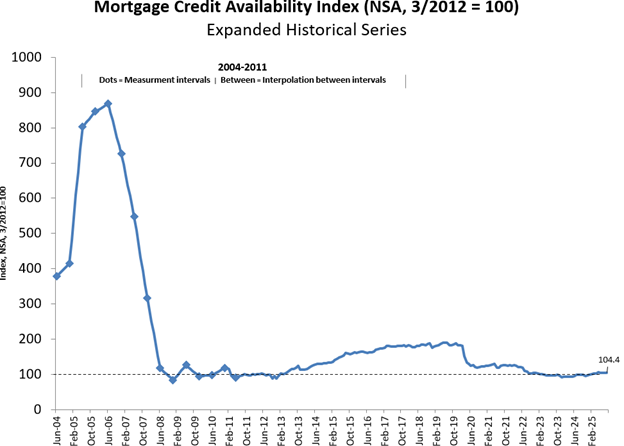 Mortgage Credit Availability Index (NSA, 3/2012 = 100)
Expanded Historical Series
2004-2011
Dots = Measurment intervals | Between = Interpolation between intervals
Index, NSA, 3/2012=100
1000
900
800
700
600
500
400
300
200
100
0
104.4
Jun-04
Feb-05
Oct-05
Jun-06
Feb-07
Oct-07
Jun-08
Feb-09
Oct-09
Jun-10
Feb-11
Oct-11
Jun-12
Feb-13
Oct-13
Jun-14
Feb-15
Oct-15
Jun-16
Feb-17
Oct-17
Jun-18
Feb-19
Oct-19
Jun-20
Feb-21
Oct-21
Jun-22
Feb-23
Oct-23
Jun-24
Feb-25